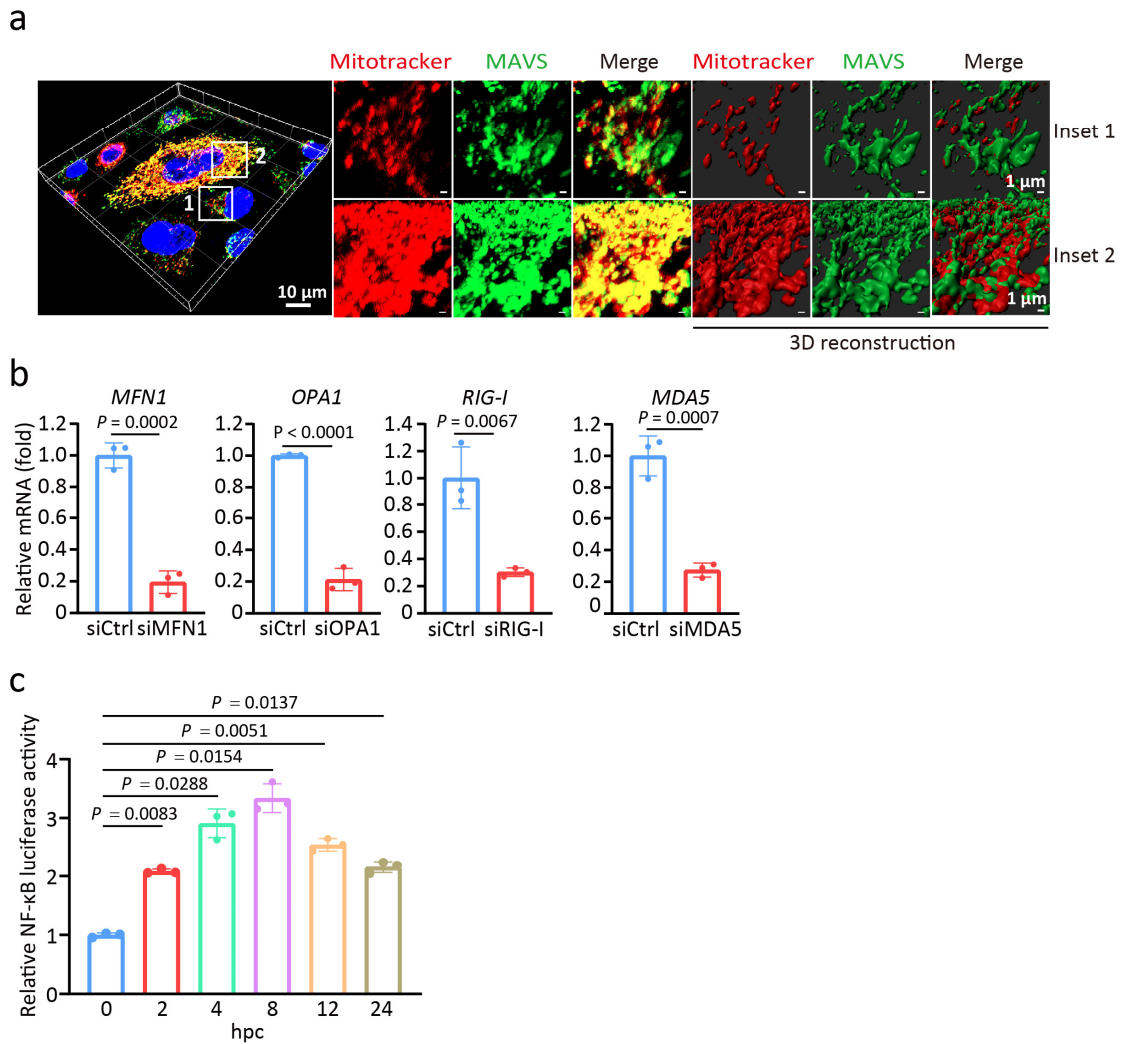 a
Mitotracker MAVS Merge Mitotracker MAVS Merge
2
1
10 μm
1 μm
Inset 1
1 μm
Inset 2
3D reconstruction
b
MFN1 OPA1 RIG-I MDA5
Relative mRNA (fold)
P = 0.0002
1.2
1.0
0.8
0.6
0.4
0.2
0
siCtrl siMFN1
P < 0.0001
1.2
1.0
0.8
0.6
0.4
0.2
0
siCtrl siOPA1
P = 0.0067
1.4
1.2
1.0
0.8
0.6
0.4
0.2
0
siCtrl siRIG-I
P = 0.0007
1.2
1.0
0.8
0.6
0.4
0.2
0
siCtrl siMDA5
c
Relative NF-κB luciferase activity
P = 0.0137
P = 0.0051
P = 0.0154
P = 0.0288
P = 0.0083
4
3
2
1
0
0 2 4 8 12 24
hpc